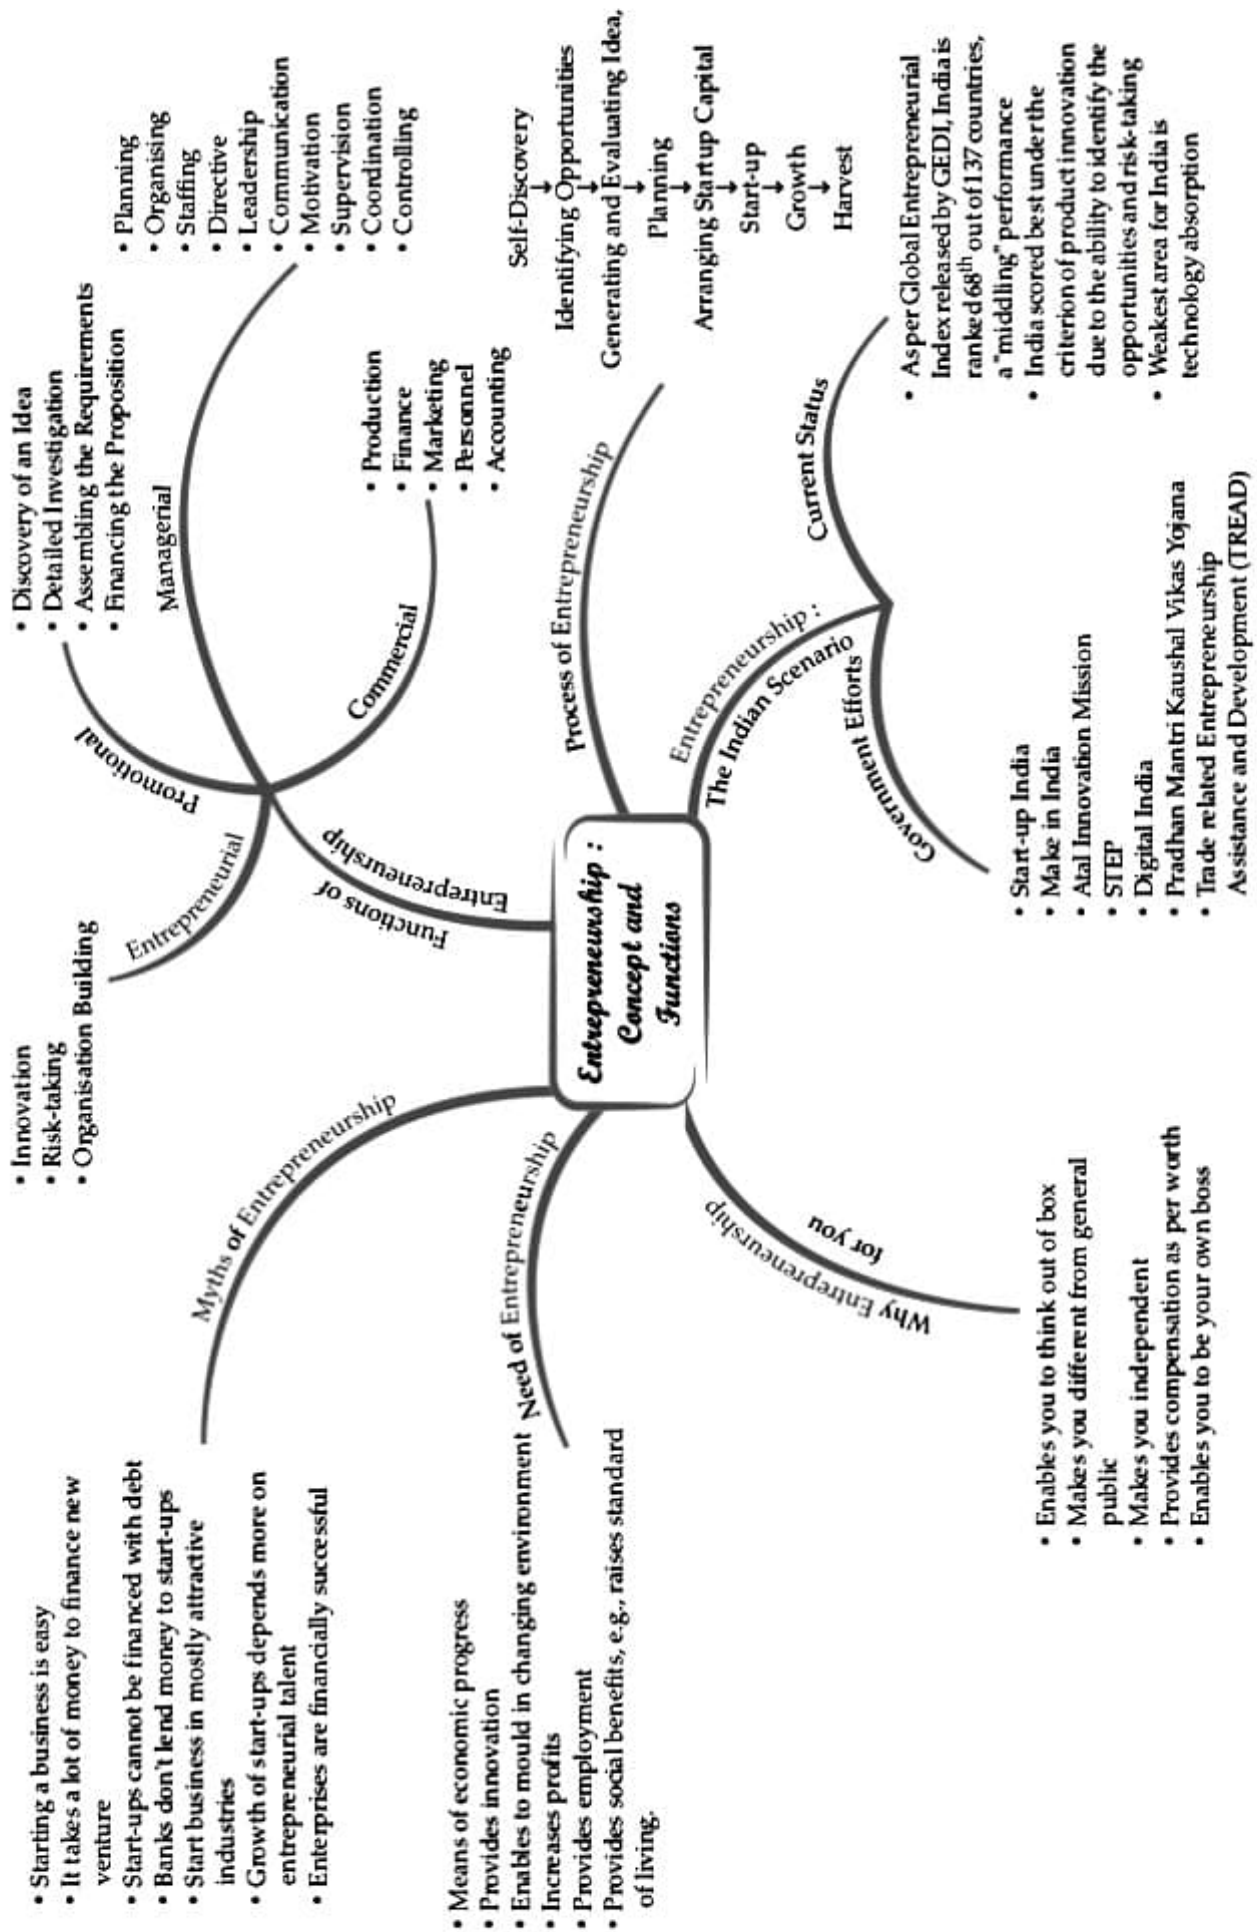 Entrepreneurship :
Concept and
Functions
Myths of Entrepreneurship
• Starting a business is easy
• It takes a lot of money to finance new
venture
• Start-ups cannot be financed with debt
• Banks don't lend money to start-ups
• Start business in mostly attractive
industries
• Growth of start-ups depends more on
entrepreneurial talent
• Enterprises are financially successful
Need of Entrepreneurship
• Means of economic progress
• Provides innovation
• Enables to mould in changing environment
• Increases profits
• Provides employment
• Provides social benefits, e.g., raises standard
of living.
Why Entrepreneurship
for you
• Enables you to think out of box
• Makes you different from general
public
• Makes you independent
• Provides compensation as per worth
• Enables you to be your own boss
Functions of
Entrepreneurship
Entrepreneurial
• Innovation
• Risk-taking
• Organisation Building
Promotional
• Discovery of an Idea
• Detailed Investigation
• Assembling the Requirements
• Financing the Proposition
Managerial
• Planning
• Organising
• Staffing
• Directive
• Leadership
• Communication
• Motivation
• Supervision
• Coordination
• Controlling
Commercial
• Production
• Finance
• Marketing
• Personnel
• Accounting
Process of Entrepreneurship
Self-Discovery
Identifying Opportunities
Generating and Evaluating Idea,
Planning
Arranging Startup Capital
Start-up
Growth
Harvest
Entrepreneurship :
The Indian Scenario
Current Status
• As per Global Entrepreneurial
Index released by GEDI, India is
ranked 68th out of 137 countries,
a "middling" performance
• India scored best under the
criterion of product innovation
due to the ability to identify the
opportunities and risk-taking
• Weakest area for India is
technology absorption
Government Efforts
• Start-up India
• Make in India
• Atal Innovation Mission
• STEP
• Digital India
• Pradhan Mantri Kaushal Vikas Yojana
• Trade related Entrepreneurship
Assistance and Development (TREAD)